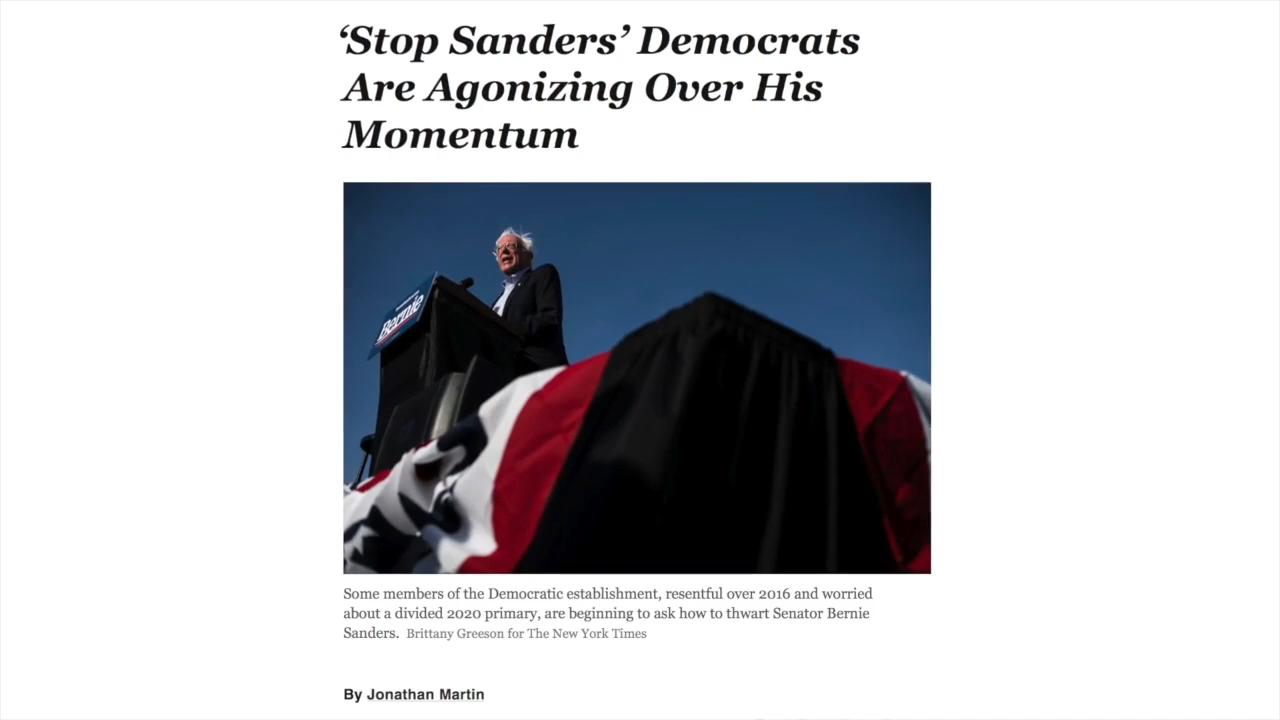 ‘Stop Sanders’ Democrats
Are Agonizing Over His
Momentum
Bernie
Some members of the Democratic establishment, resentful over 2016 and worried
about a divided 2020 primary, are beginning to ask how to thwart Senator Bernie
Sanders. Brittany Greeson for The New York Times
By Jonathan Martin